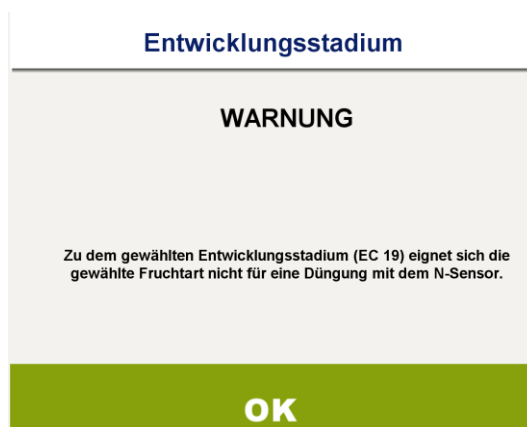 Entwicklungsstadium
WARNUNG
Zu dem gewählten Entwicklungsstadium (EC 19) eignet sich die
gewählte Fruchtart nicht für eine Düngung mit dem N-Sensor.
OK